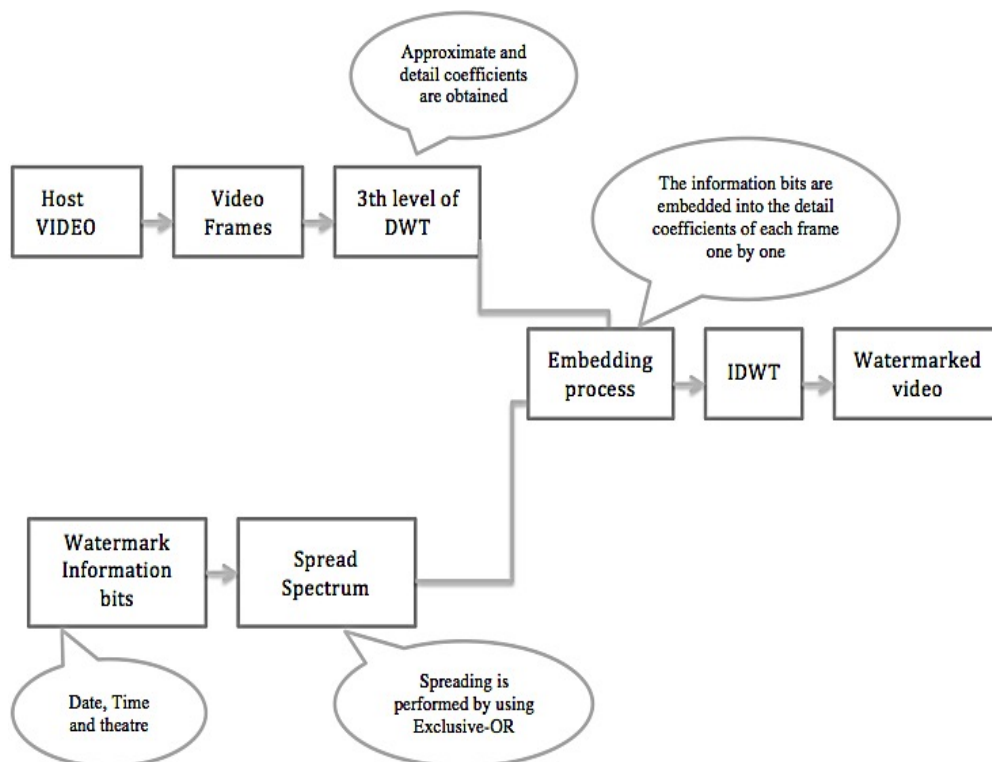 Approximate and
detail coefficients
are obtained
Host
VIDEO
Video
Frames
3th level of
DWT
The information bits are
embedded into the detail
coefficients of each frame
one by one
Embedding
process
IDWT
Watermarked
video
Watermark
Information
bits
Spread
Spectrum
Date, Time
and theatre
Spreading is
performed by using
Exclusive-OR